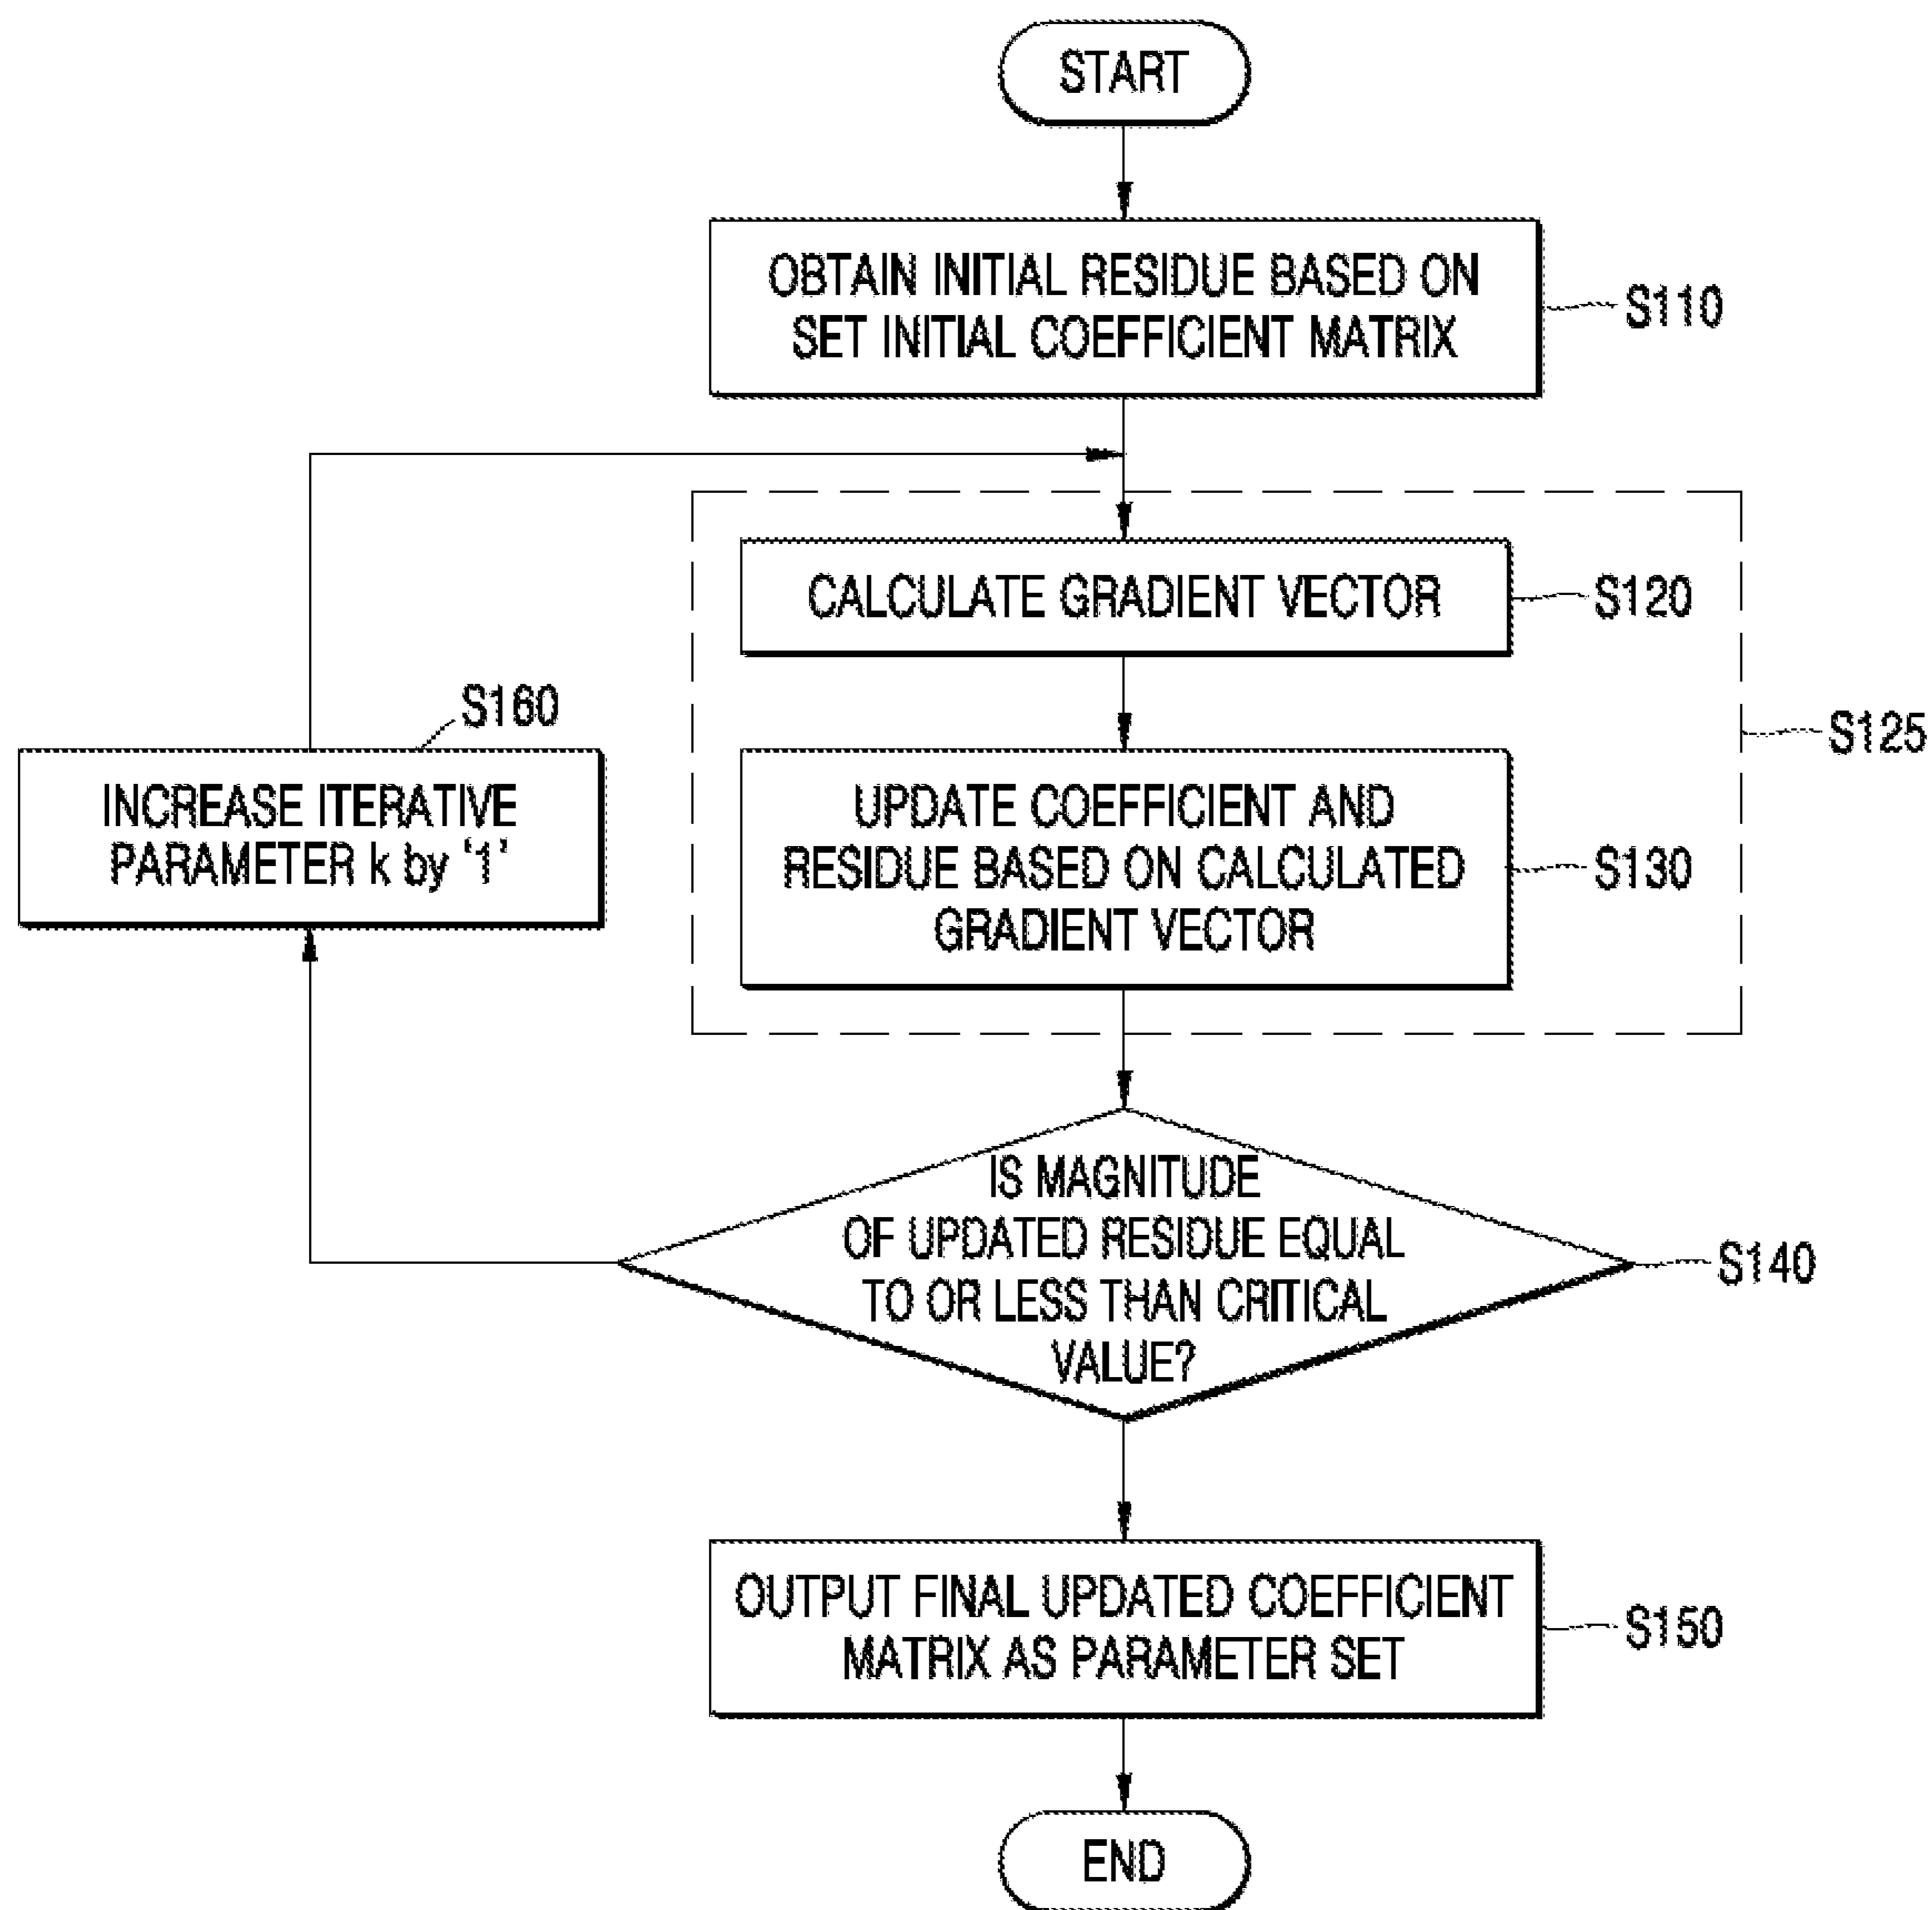 START
OBTAIN INITIAL RESIDUE BASED ON
SET INITIAL COEFFICIENT MATRIX
S110
CALCULATE GRADIENT VECTOR
S120
S125
S160
INCREASE ITERATIVE
PARAMETER k by ‘1’
UPDATE COEFFICIENT AND
RESIDUE BASED ON CALCULATED
GRADIENT VECTOR
S130
IS MAGNITUDE
OF UPDATED RESIDUE EQUAL
TO OR LESS THAN CRITICAL
VALUE?
S140
OUTPUT FINAL UPDATED COEFFICIENT
MATRIX AS PARAMETER SET
S150
END